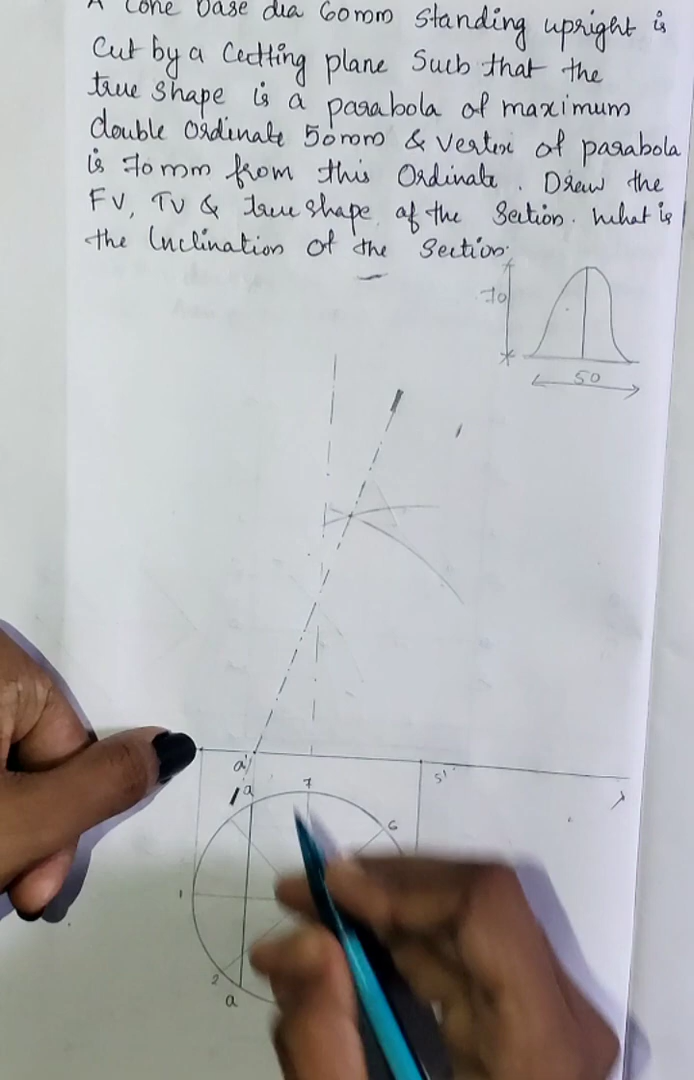 A Cone base dia 60mm standing upright is
Cut by a Cutting plane Such that the
true shape is a parabola of maximum
double Ordinate 50mm & vertex of parabola
is 70mm from this Ordinate. Draw the
FV, TV & true shape of the Section. What is
the Inclination of the Section.
70
50
a'
5'
y
a
7
6
1
2
a